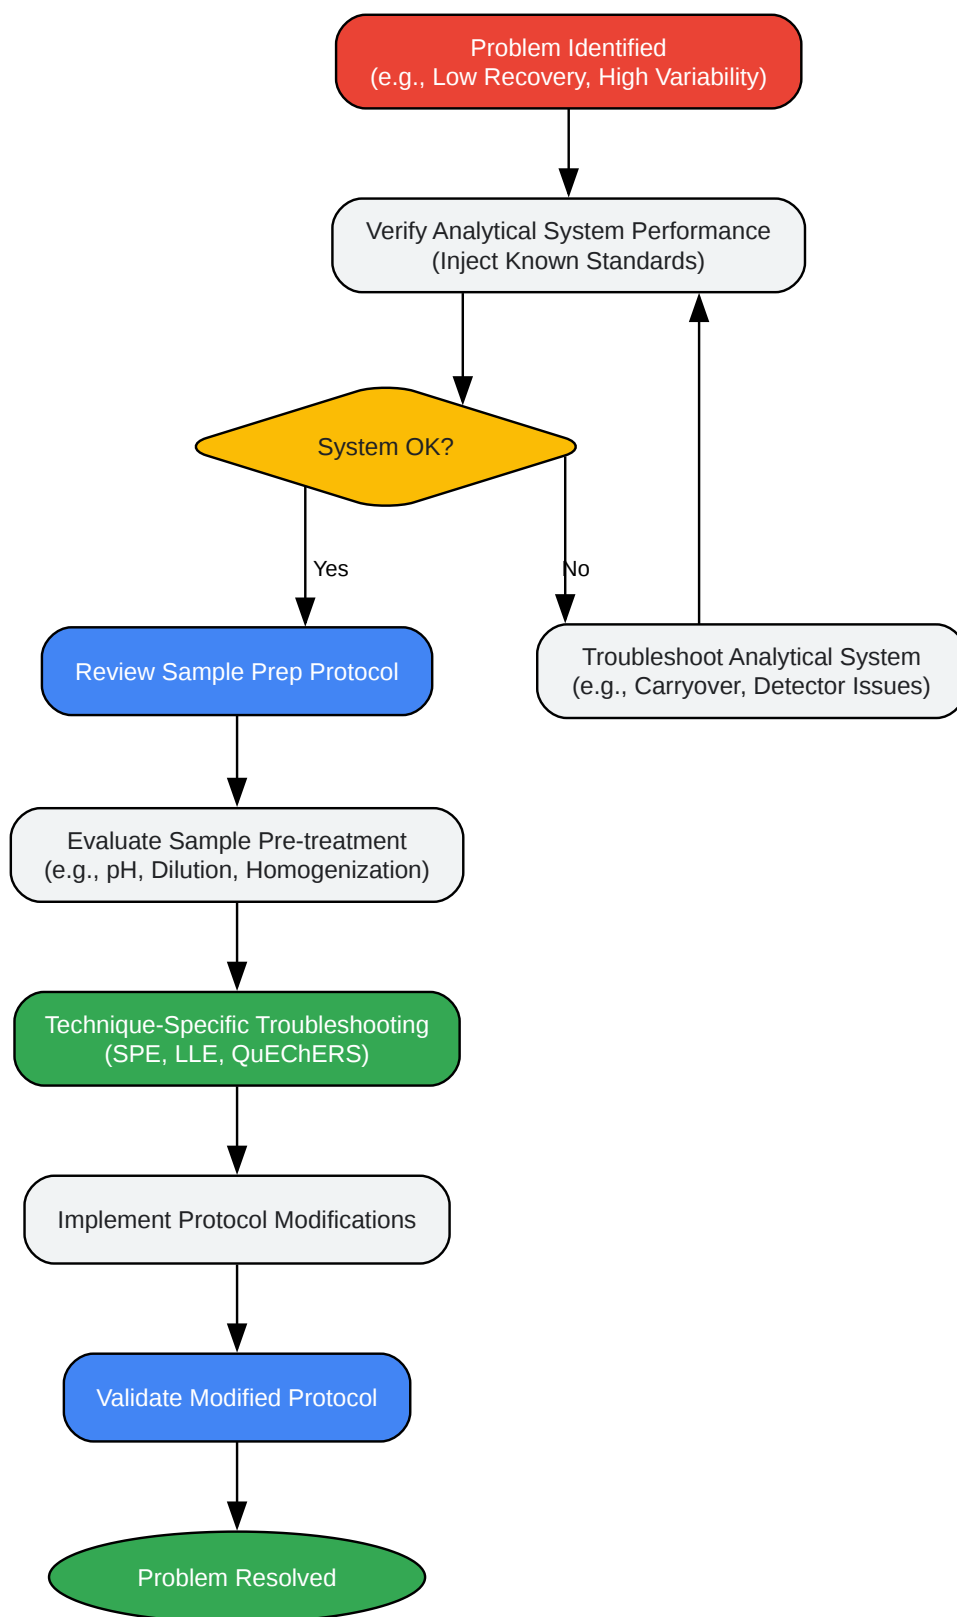 Problem Identified
(e.g., Low Recovery, High Variability)
Verify Analytical System Performance
(Inject Known Standards)
System OK?
Yes
No
Review Sample Prep Protocol
Troubleshoot Analytical System
(e.g., Carryover, Detector Issues)
Evaluate Sample Pre-treatment
(e.g., pH, Dilution, Homogenization)
Technique-Specific Troubleshooting
(SPE, LLE, QuEChERS)
Implement Protocol Modifications
Validate Modified Protocol
Problem Resolved